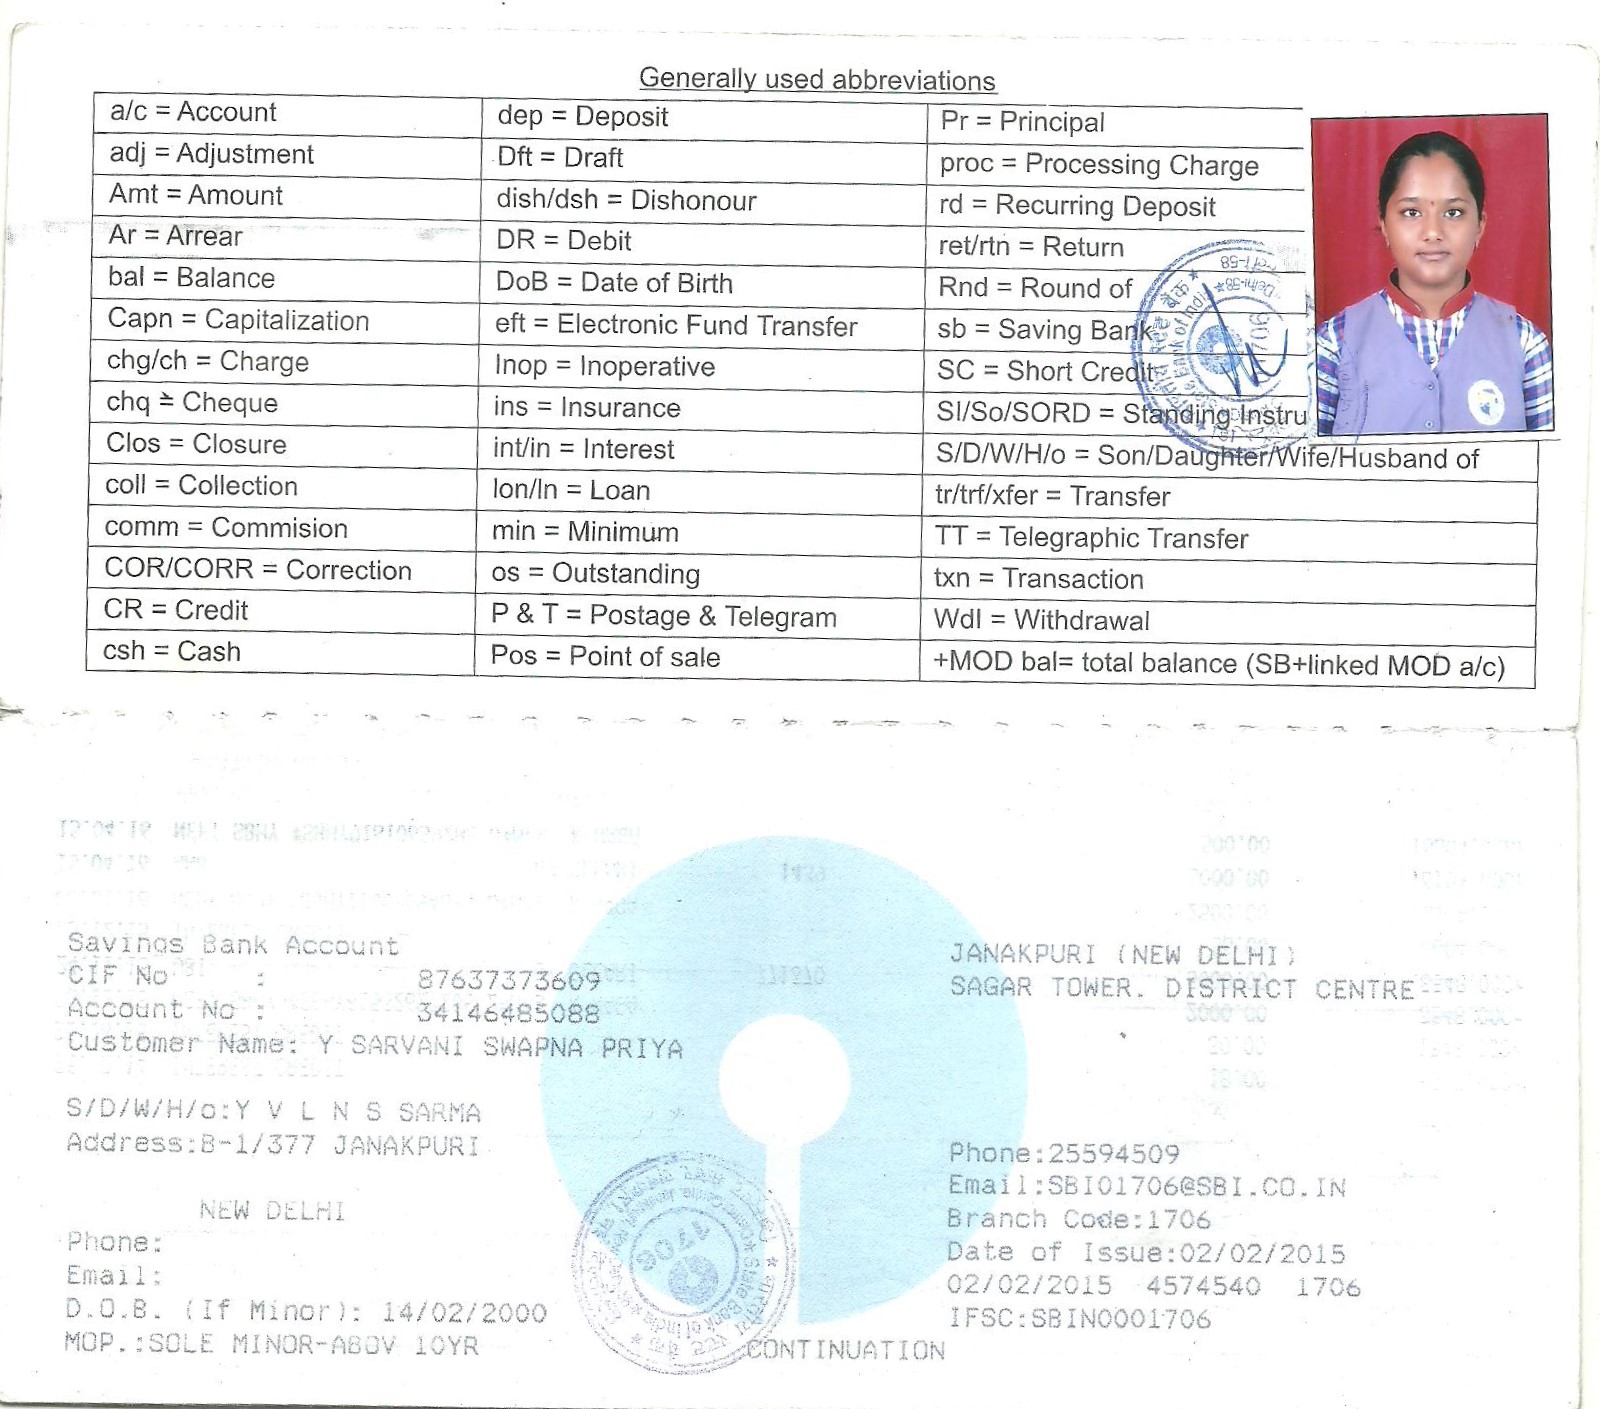 Generally used abbreviations
a/c = Account
adj = Adjustment
Amt = Amount
Ar = Arrear
bal = Balance
Capn = Capitalization
chg/ch = Charge
chq = Cheque
Clos = Closure
coll = Collection
comm = Commision
COR/CORR = Correction
CR = Credit
csh = Cash
dep = Deposit
Dft = Draft
dish/dsh = Dishonour
DR = Debit
DoB = Date of Birth
eft = Electronic Fund Transfer
Inop = Inoperative
ins = Insurance
int/in = Interest
lon/ln = Loan
min = Minimum
os = Outstanding
P & T = Postage & Telegram
Pos = Point of sale
Pr = Principal
proc = Processing Charge
rd = Recurring Deposit
ret/rtn = Return
Rnd = Round of
sb = Saving Bank
SC = Short Credit
SI/So/SORD = Standing Instru
S/D/W/H/o = Son/Daughter/Wife/Husband of
tr/trf/xfer = Transfer
TT = Telegraphic Transfer
txn = Transaction
Wdl = Withdrawal
+MOD bal= total balance (SB+linked MOD a/c)
Savings Bank Account
CIF No : 87637373609
Account No : 34146485088
Customer Name: Y SARVANI SWAPNA PRIYA
S/D/W/H/o:Y V L N S SARMA
Address:B-1/377 JANAKPURI
NEW DELHI
Phone:
Email:
D.O.B. (If Minor): 14/02/2000
MOP.:SOLE MINOR-ABOV 10YR
JANAKPURI (NEW DELHI)
SAGAR TOWER. DISTRICT CENTRE
Phone:25594509
Email:SBI01706@SBI.CO.IN
Branch Code:1706
Date of Issue:02/02/2015
02/02/2015 4574540 1706
IFSC:SBIN0001706
CONTINUATION
State Bank of India
1706